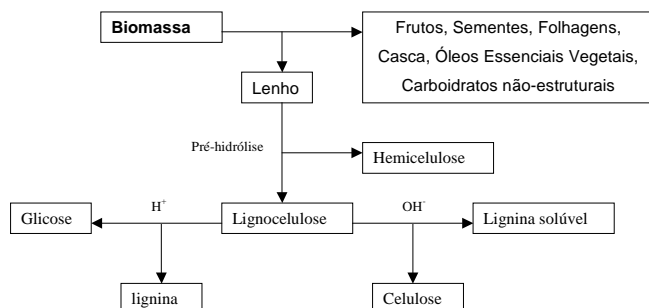 Biomassa
Frutos, Sementes, Folhagens,
Casca, Óleos Essenciais Vegetais,
Carboidratos não-estruturais
Lenho
Pré-hidrólise
Hemicelulose
Glicose
H⁺
Lignocelulose
OH⁻
Lignina solúvel
lignina
Celulose